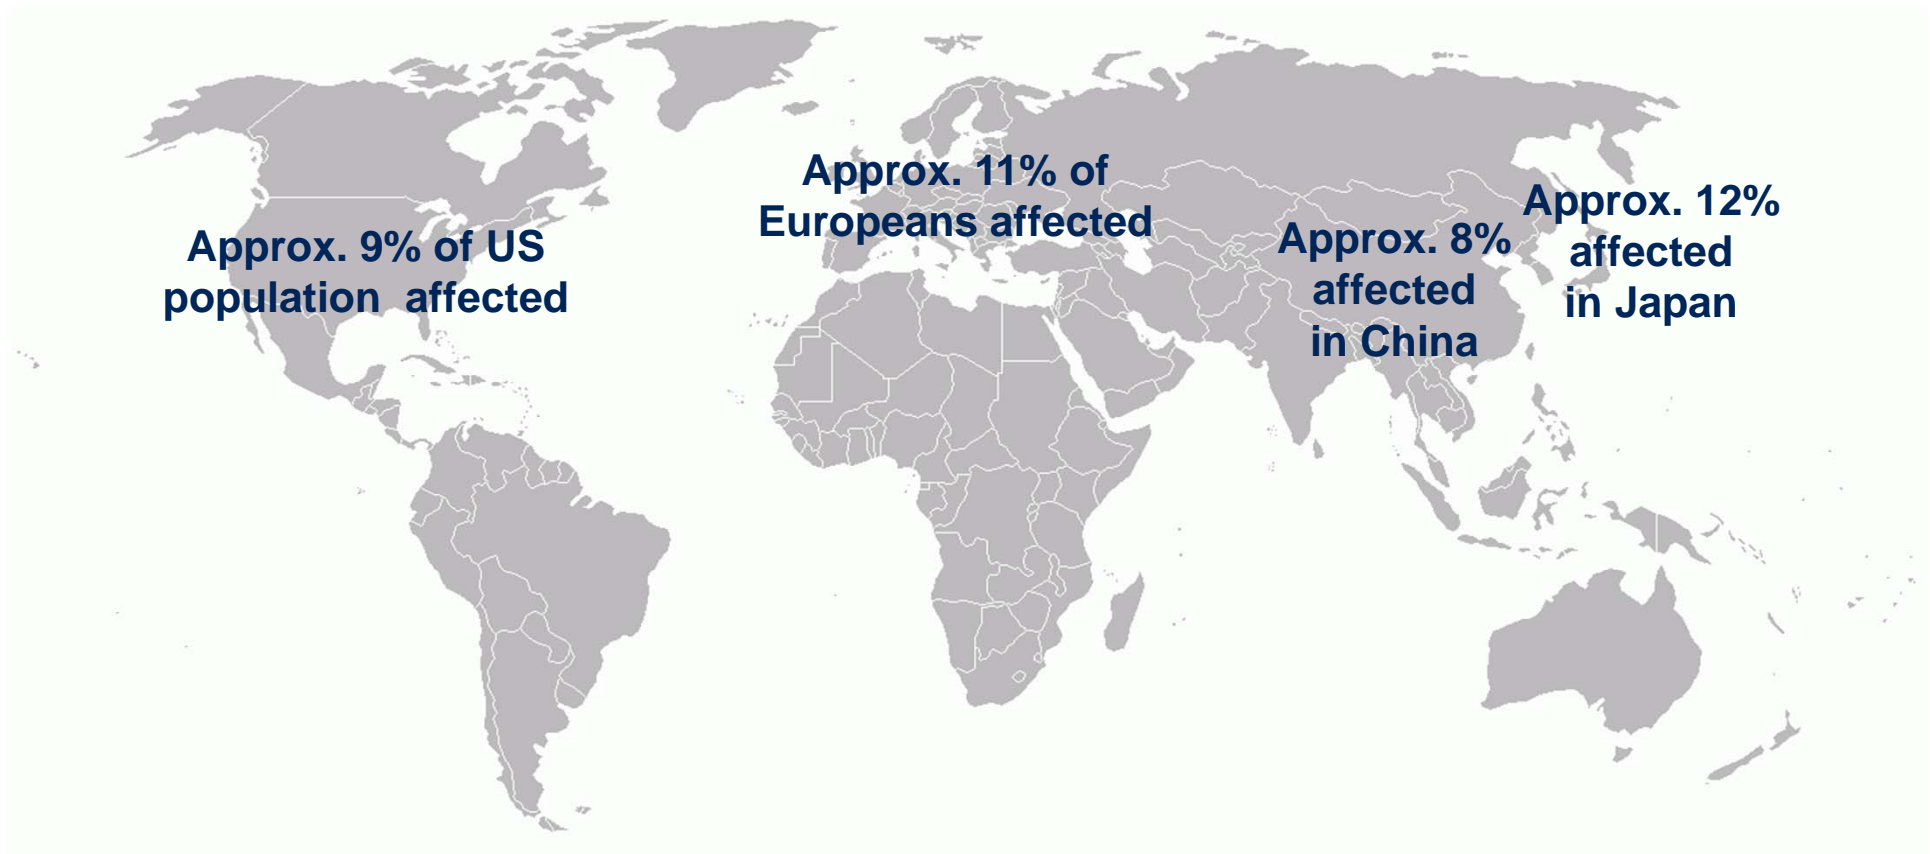 Approx. 9% of US
population  affected
Approx. 11% of
Europeans affected
Approx. 8%
affected
in China
Approx. 12%
affected
in Japan